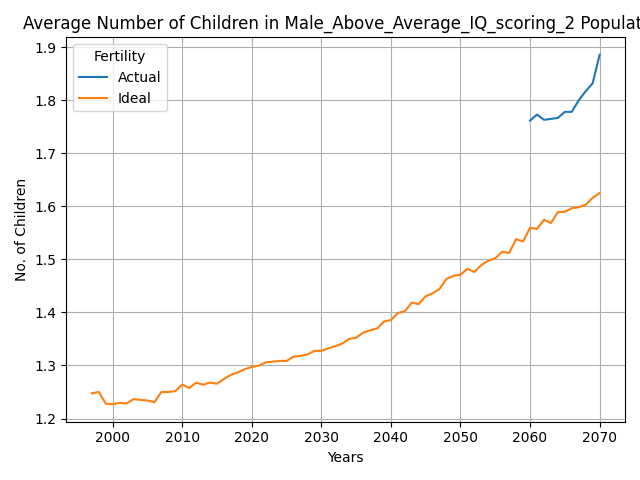 Average Number of Children in Male_Above_Average_IQ_scoring_2 Populat
1.9
1.8
1.7
1.6
1.5
1.4
1.3
1.2
No. of Children
Fertility
Actual
Ideal
2000 2010 2020 2030 2040 2050 2060 2070
Years